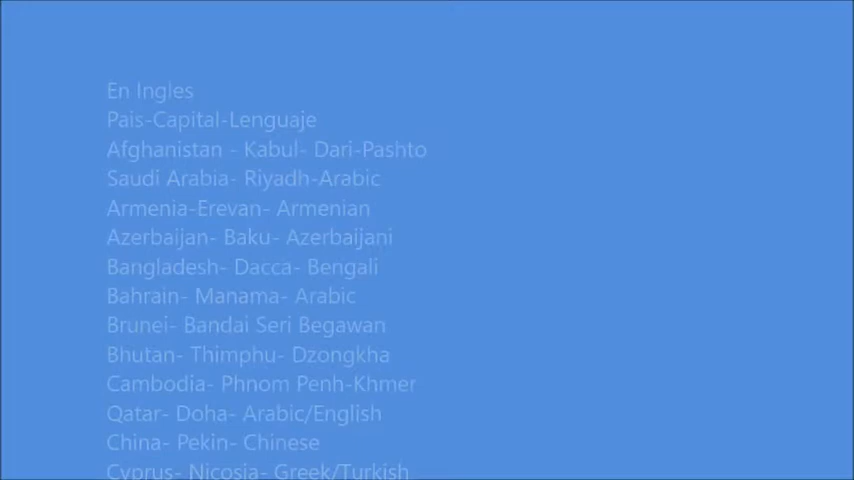 En Ingles
Pais-Capital-Lenguaje
Afghanistan - Kabul- Dari-Pashto
Saudi Arabia- Riyadh-Arabic
Armenia-Erevan- Armenian
Azerbaijan- Baku- Azerbaijani
Bangladesh- Dacca- Bengali
Bahrain- Manama- Arabic
Brunei- Bandai Seri Begawan
Bhutan- Thimphu- Dzongkha
Cambodia- Phnom Penh-Khmer
Qatar- Doha- Arabic/English
China- Pekin- Chinese
Cyprus- Nicosia- Greek/Turkish